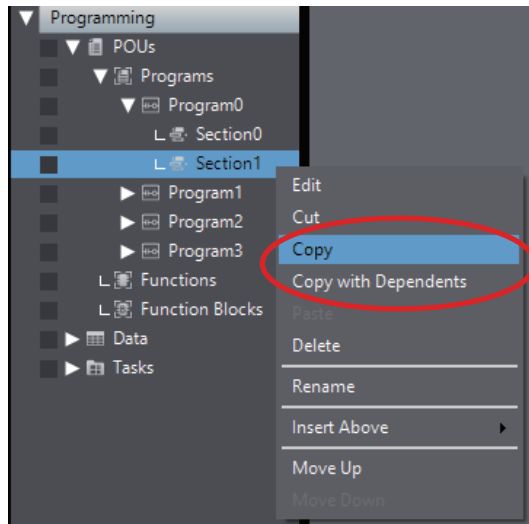 Programming
POUs
Programs
Program0
Section0
Section1
Program1
Program2
Program3
Functions
Function Blocks
Data
Tasks
Edit
Cut
Copy
Copy with Dependents
Paste
Delete
Rename
Insert Above
Move Up
Move Down